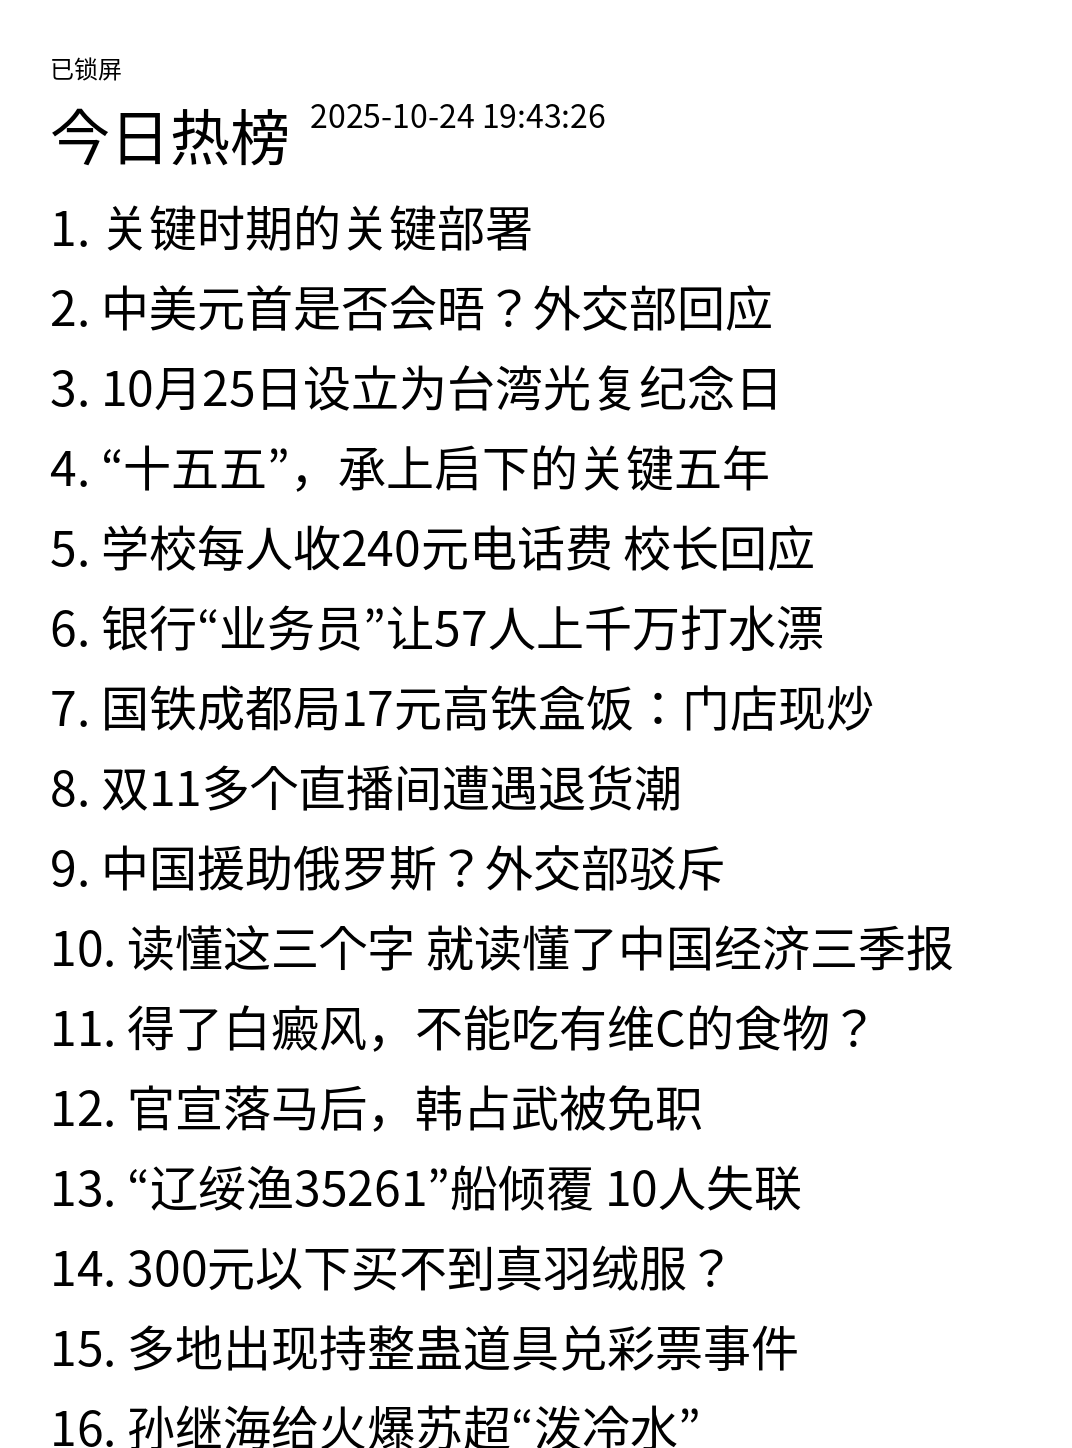 已锁屏
今日热榜 2025-10-24 19:43:26
1. 关键时期的关键部署
2. 中美元首是否会晤？外交部回应
3. 10月25日设立为台湾光复纪念日
4. “十五五”，承上启下的关键五年
5. 学校每人收240元电话费 校长回应
6. 银行“业务员”让57人上千万打水漂
7. 国铁成都局17元高铁盒饭：门店现炒
8. 双11多个直播间遭遇退货潮
9. 中国援助俄罗斯？外交部驳斥
10. 读懂这三个字 就读懂了中国经济三季报
11. 得了白癜风，不能吃有维C的食物？
12. 官宣落马后，韩占武被免职
13. “辽绥渔35261”船倾覆 10人失联
14. 300元以下买不到真羽绒服？
15. 多地出现持整蛊道具兑彩票事件
16. 孙继海给火爆苏超“泼冷水”